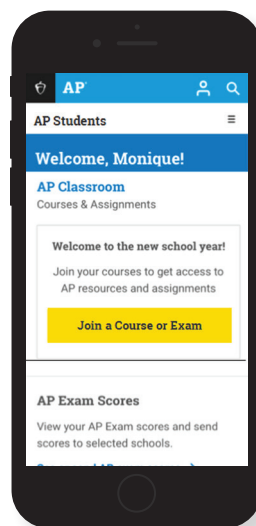 AP
AP Students
Welcome, Monique!
AP Classroom
Courses & Assignments
Welcome to the new school year!
Join your courses to get access to
AP resources and assignments
Join a Course or Exam
AP Exam Scores
View your AP Exam scores and send
scores to selected schools.